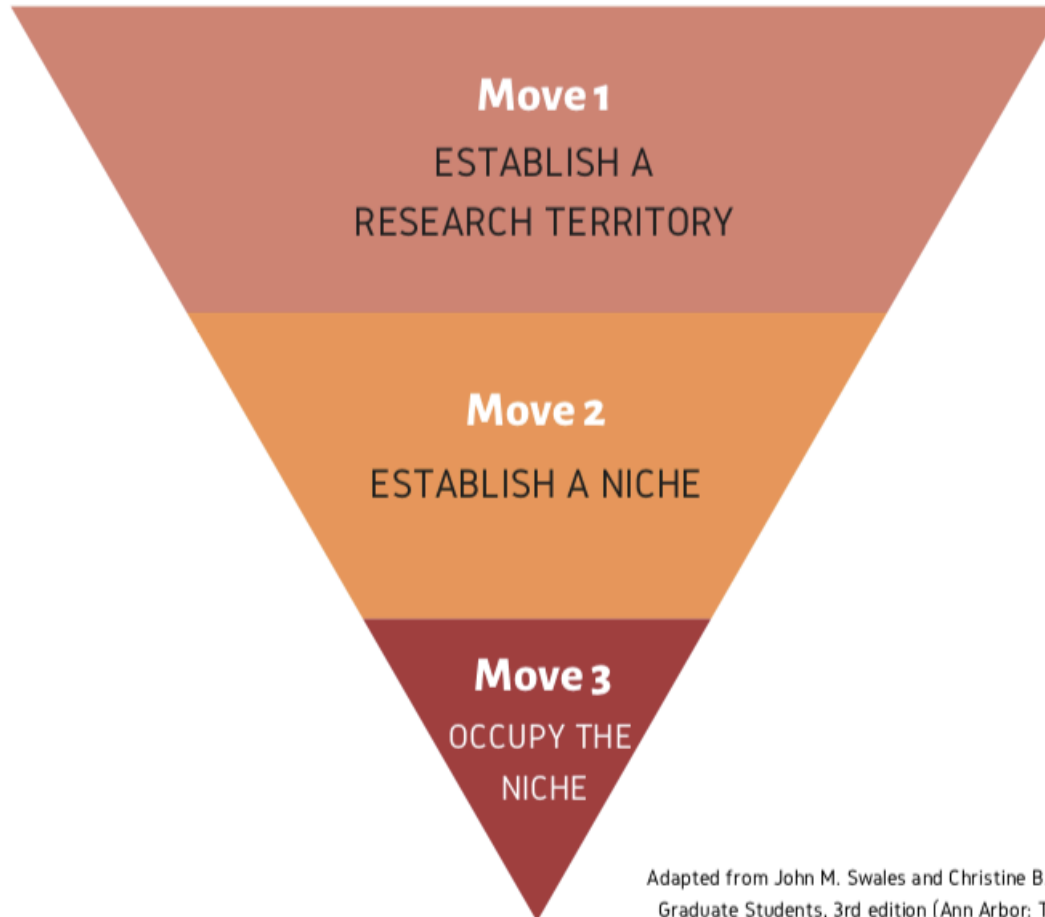 Move 1
ESTABLISH A
RESEARCH TERRITORY
Move 2
ESTABLISH A NICHE
Move 3
OCCUPY THE
NICHE
Adapted from John M. Swales and Christine B
Graduate Students, 3rd edition (Ann Arbor: T